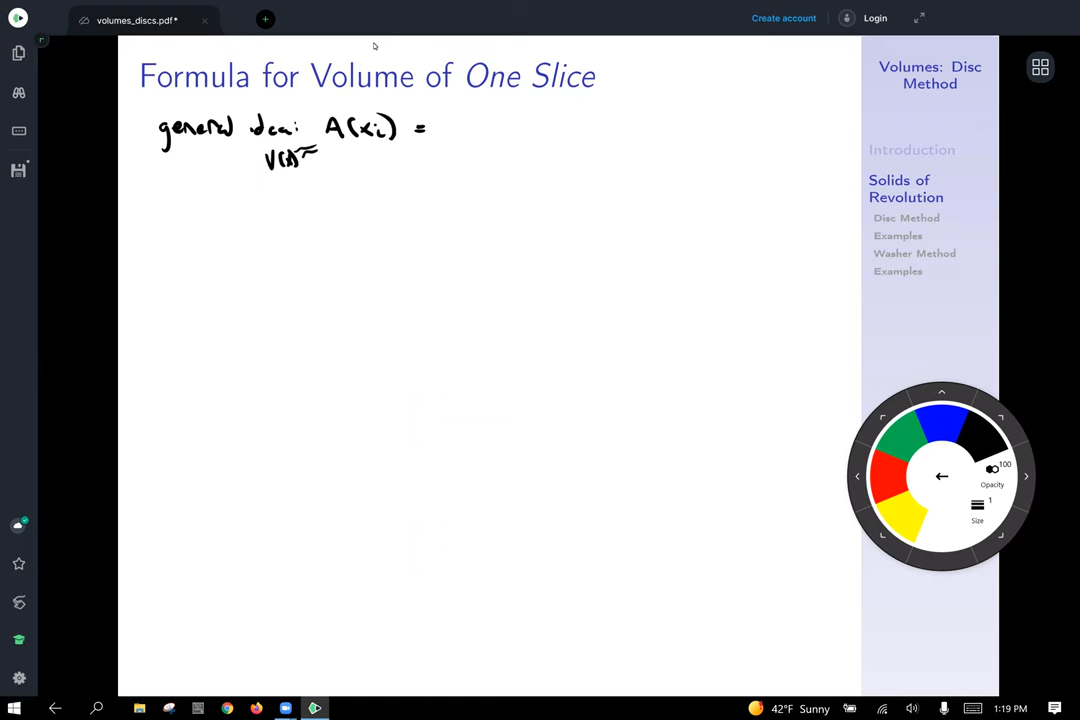 volumes_discs.pdf*
Create account
Login
Formula for Volume of One Slice
general idea: A(xᵢ) =
≈
Volumes: Disc
Method
Introduction
Solids of
Revolution
Disc Method
Examples
Washer Method
Examples
100
Opacity
1
Size
42°F Sunny
1:19 PM